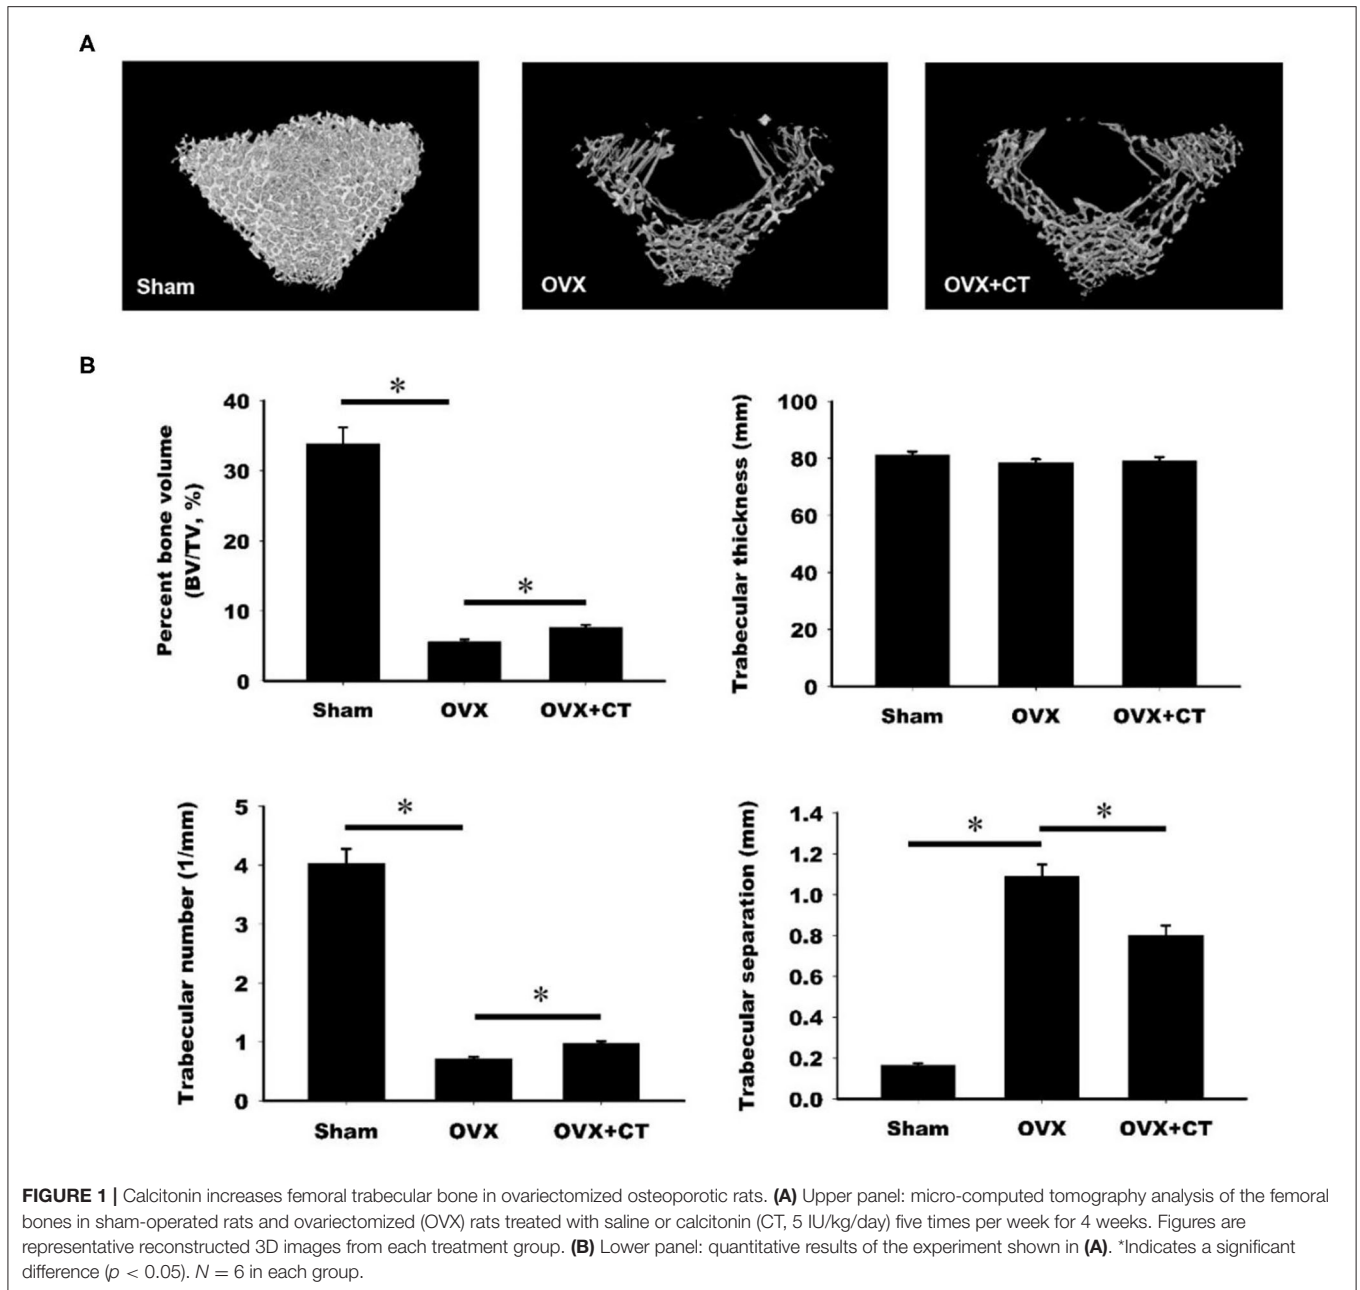 A
Sham
OVX
OVX+CT
B
Percent bone volume
(BV/TV, %)
40
30
20
10
0
*
*
Sham
OVX
OVX+CT
Trabecular thickness (mm)
100
80
60
40
20
0
Sham
OVX
OVX+CT
Trabecular number (1/mm)
5
4
3
2
1
0
*
*
Sham
OVX
OVX+CT
Trabecular separation (mm)
1.4
1.2
1.0
0.8
0.6
0.4
0.2
0.0
*
*
Sham
OVX
OVX+CT
FIGURE 1 | Calcitonin increases femoral trabecular bone in ovariectomized osteoporotic rats. (A) Upper panel: micro-computed tomography analysis of the femoral
bones in sham-operated rats and ovariectomized (OVX) rats treated with saline or calcitonin (CT, 5 IU/kg/day) five times per week for 4 weeks. Figures are
representative reconstructed 3D images from each treatment group. (B) Lower panel: quantitative results of the experiment shown in (A). *Indicates a significant
difference (p < 0.05). N = 6 in each group.